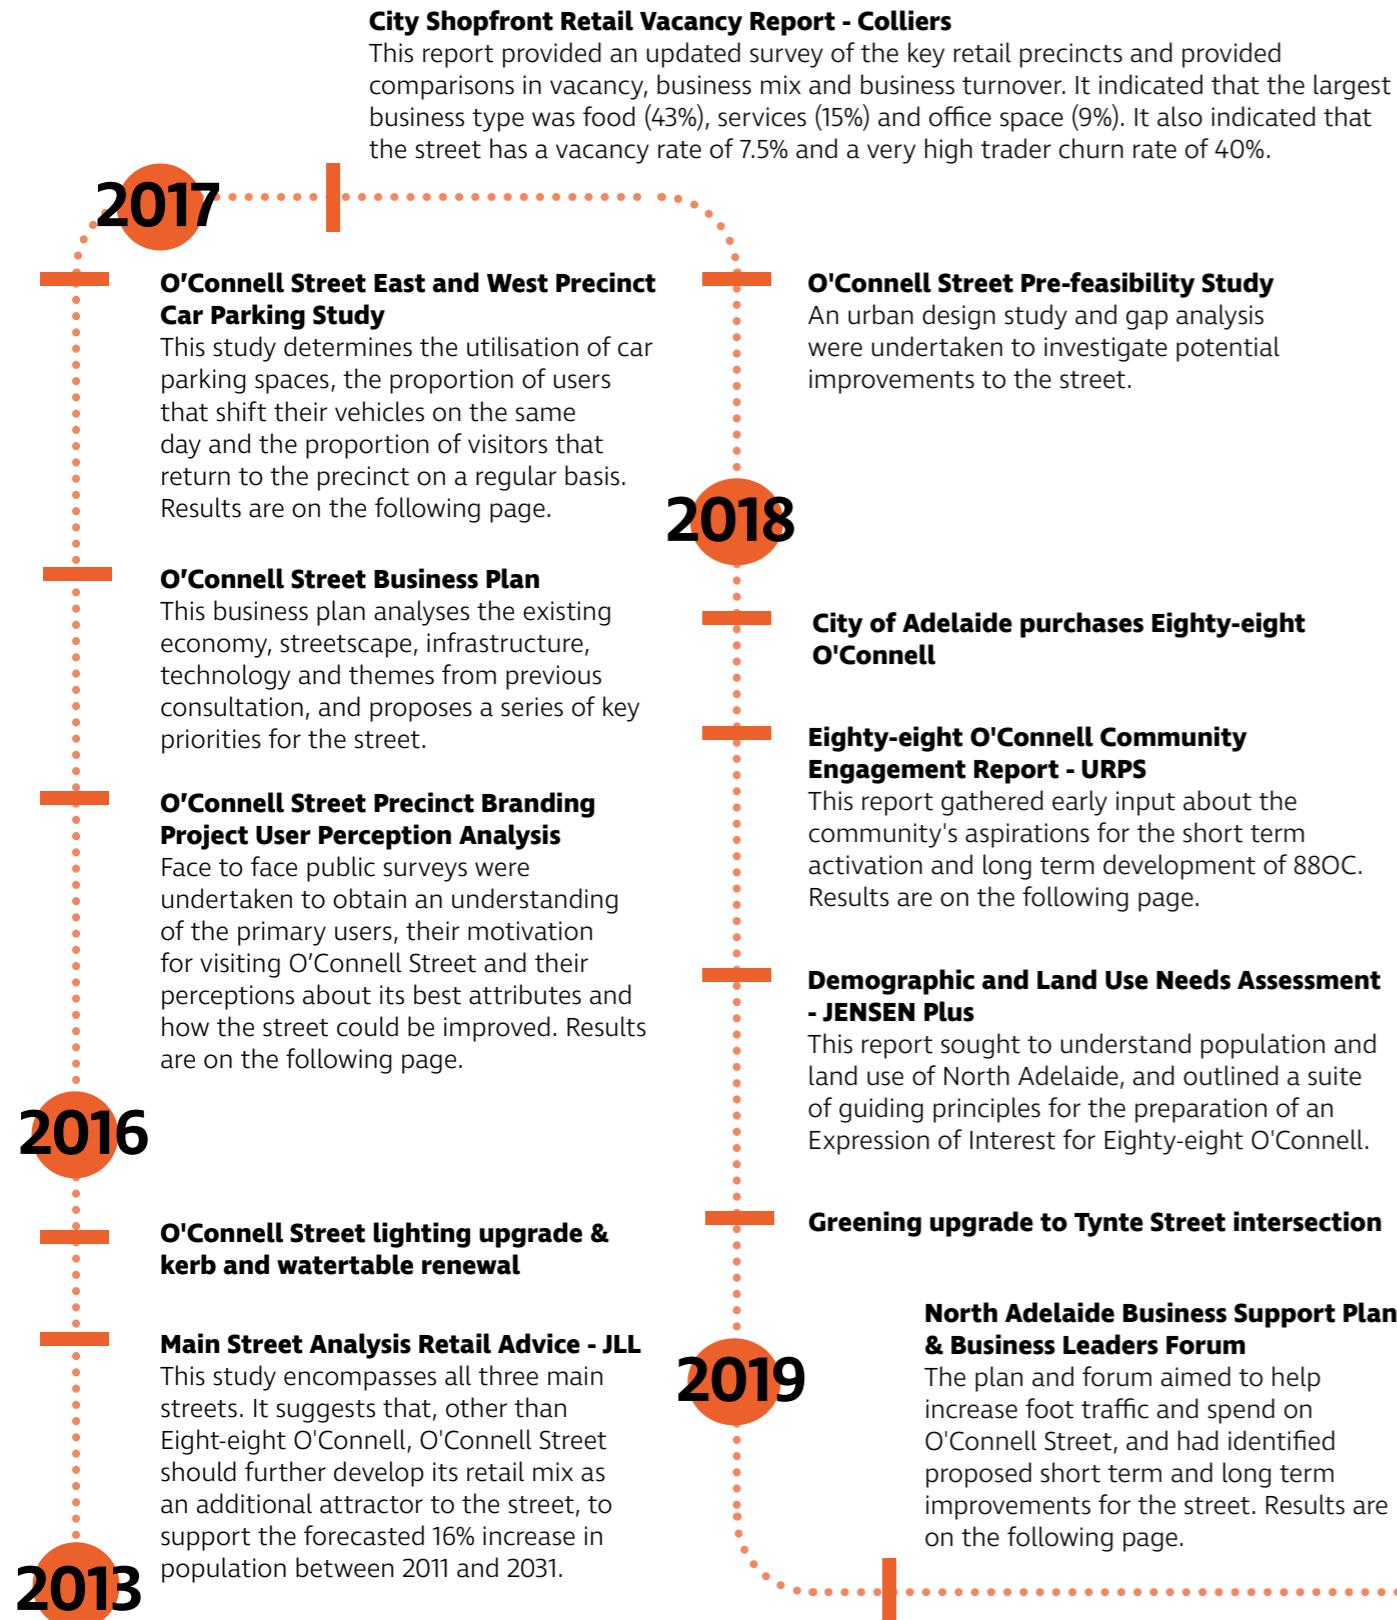 City Shopfront Retail Vacancy Report - Colliers
This report provided an updated survey of the key retail precincts and provided
comparisons in vacancy, business mix and business turnover. It indicated that the largest
business type was food (43%), services (15%) and office space (9%). It also indicated that
the street has a vacancy rate of 7.5% and a very high trader churn rate of 40%.
2017
O’Connell Street East and West Precinct
Car Parking Study
This study determines the utilisation of car
parking spaces, the proportion of users
that shift their vehicles on the same
day and the proportion of visitors that
return to the precinct on a regular basis.
Results are on the following page.
O’Connell Street Business Plan
This business plan analyses the existing
economy, streetscape, infrastructure,
technology and themes from previous
consultation, and proposes a series of key
priorities for the street.
O’Connell Street Precinct Branding
Project User Perception Analysis
Face to face public surveys were
undertaken to obtain an understanding
of the primary users, their motivation
for visiting O’Connell Street and their
perceptions about its best attributes and
how the street could be improved. Results
are on the following page.
2016
O'Connell Street lighting upgrade &
kerb and watertable renewal
Main Street Analysis Retail Advice - JLL
This study encompasses all three main
streets. It suggests that, other than
Eight-eight O'Connell, O'Connell Street
should further develop its retail mix as
an additional attractor to the street, to
support the forecasted 16% increase in
population between 2011 and 2031.
2013
O'Connell Street Pre-feasibility Study
An urban design study and gap analysis
were undertaken to investigate potential
improvements to the street.
2018
City of Adelaide purchases Eighty-eight
O'Connell
Eighty-eight O'Connell Community
Engagement Report - URPS
This report gathered early input about the
community's aspirations for the short term
activation and long term development of 88OC.
Results are on the following page.
Demographic and Land Use Needs Assessment
- JENSEN Plus
This report sought to understand population and
land use of North Adelaide, and outlined a suite
of guiding principles for the preparation of an
Expression of Interest for Eighty-eight O'Connell.
Greening upgrade to Tynte Street intersection
2019
North Adelaide Business Support Plan
& Business Leaders Forum
The plan and forum aimed to help
increase foot traffic and spend on
O'Connell Street, and had identified
proposed short term and long term
improvements for the street. Results are
on the following page.